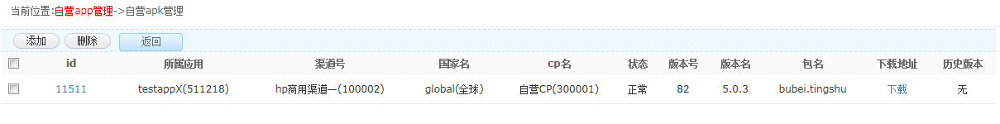 当前位置:自营app管理->自营apk管理
添加 删除 返回
id 所属应用 渠道号 国家名 cp名 状态 版本号 版本名 包名 下载地址 历史版本
11511 testappX(511218) hp商用渠道一(100002) global(全球) 自营CP(300001) 正常 82 5.0.3 bubei.tingshu 下载 无